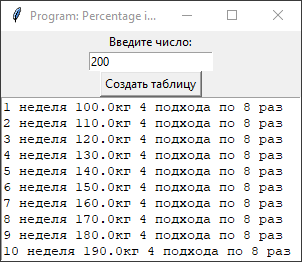 Program: Percentage i...
Введите число:
200
Создать таблицу
1 неделя 100.0кг 4 подхода по 8 раз
2 неделя 110.0кг 4 подхода по 8 раз
3 неделя 120.0кг 4 подхода по 8 раз
4 неделя 130.0кг 4 подхода по 8 раз
5 неделя 140.0кг 4 подхода по 8 раз
6 неделя 150.0кг 4 подхода по 8 раз
7 неделя 160.0кг 4 подхода по 8 раз
8 неделя 170.0кг 4 подхода по 8 раз
9 неделя 180.0кг 4 подхода по 8 раз
10 неделя 190.0кг 4 подхода по 8 раз